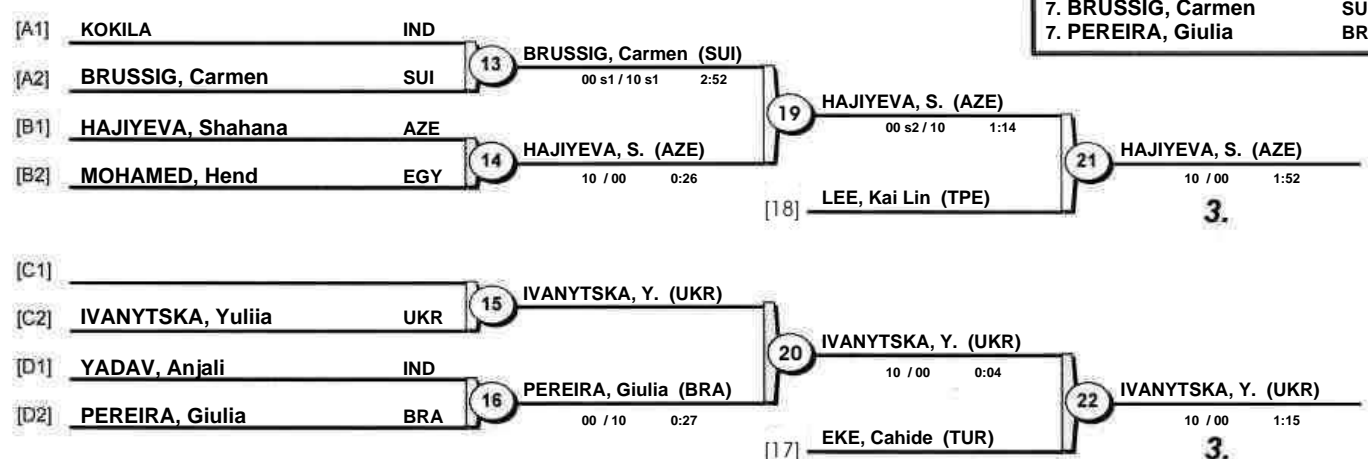 7. BRUSSIG, Carmen SU
7. PEREIRA, Giulia BR
[A1] KOKILA IND
[A2] BRUSSIG, Carmen SUI
13 BRUSSIG, Carmen (SUI)
00 s1 / 10 s1 2:52
[B1] HAJIYEVA, Shahana AZE
[B2] MOHAMED, Hend EGY
14 HAJIYEVA, S. (AZE)
10 / 00 0:26
19 HAJIYEVA, S. (AZE)
00 s2 / 10 1:14
[18] LEE, Kai Lin (TPE)
21 HAJIYEVA, S. (AZE)
10 / 00 1:52
3.
[C1]
[C2] IVANYTSKA, Yuliia UKR
15 IVANYTSKA, Y. (UKR)
[D1] YADAV, Anjali IND
[D2] PEREIRA, Giulia BRA
16 PEREIRA, Giulia (BRA)
00 / 10 0:27
20 IVANYTSKA, Y. (UKR)
10 / 00 0:04
[17] EKE, Cahide (TUR)
22 IVANYTSKA, Y. (UKR)
10 / 00 1:15
3.